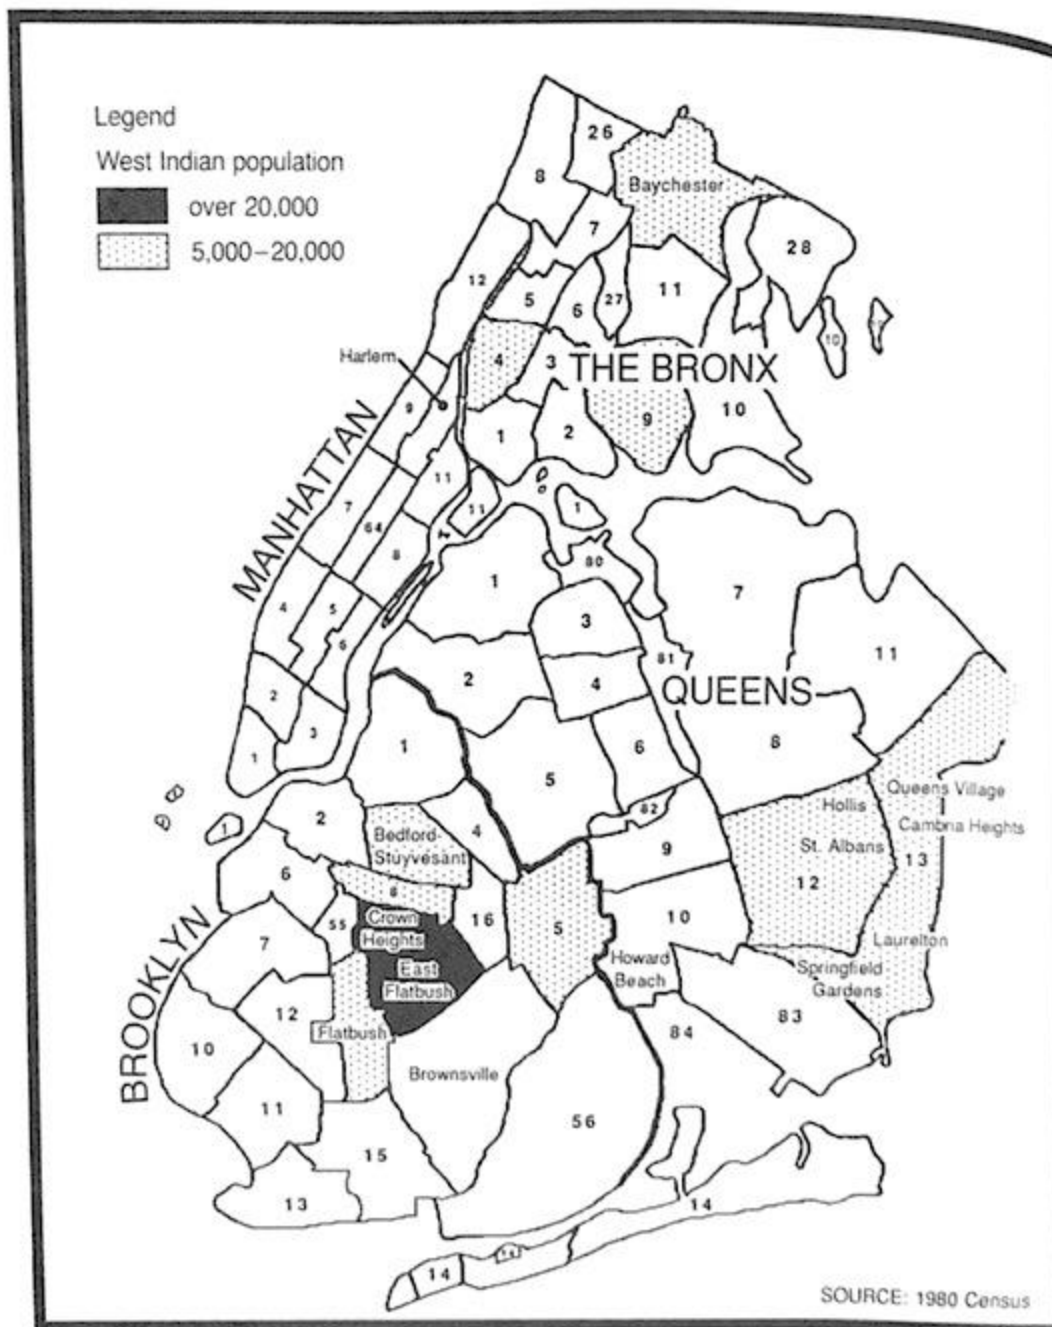 Legend
West Indian population
over 20,000
5,000–20,000
26
8
Baychester
7
28
12
5
6
27
11
10
Harlem
4
3
THE BRONX
9
9
10
1
2
MANHATTAN
11
11
7
64
1
8
80
1
7
4
5
3
6
81
11
2
4
QUEENS
2
3
1
6
8
1
5
Queens Village
82
Hollis
2
Cambria Heights
Bedford-
Stuyvesant
4
St. Albans
1
9
13
6
8
12
Crown
Heights
16
5
10
55
Laurelton
7
East
Flatbush
Howard
Beach
Springfield
Gardens
BROOKLYN
12
Flatbush
83
84
10
Brownsville
11
56
15
13
14
14
SOURCE: 1980 Census